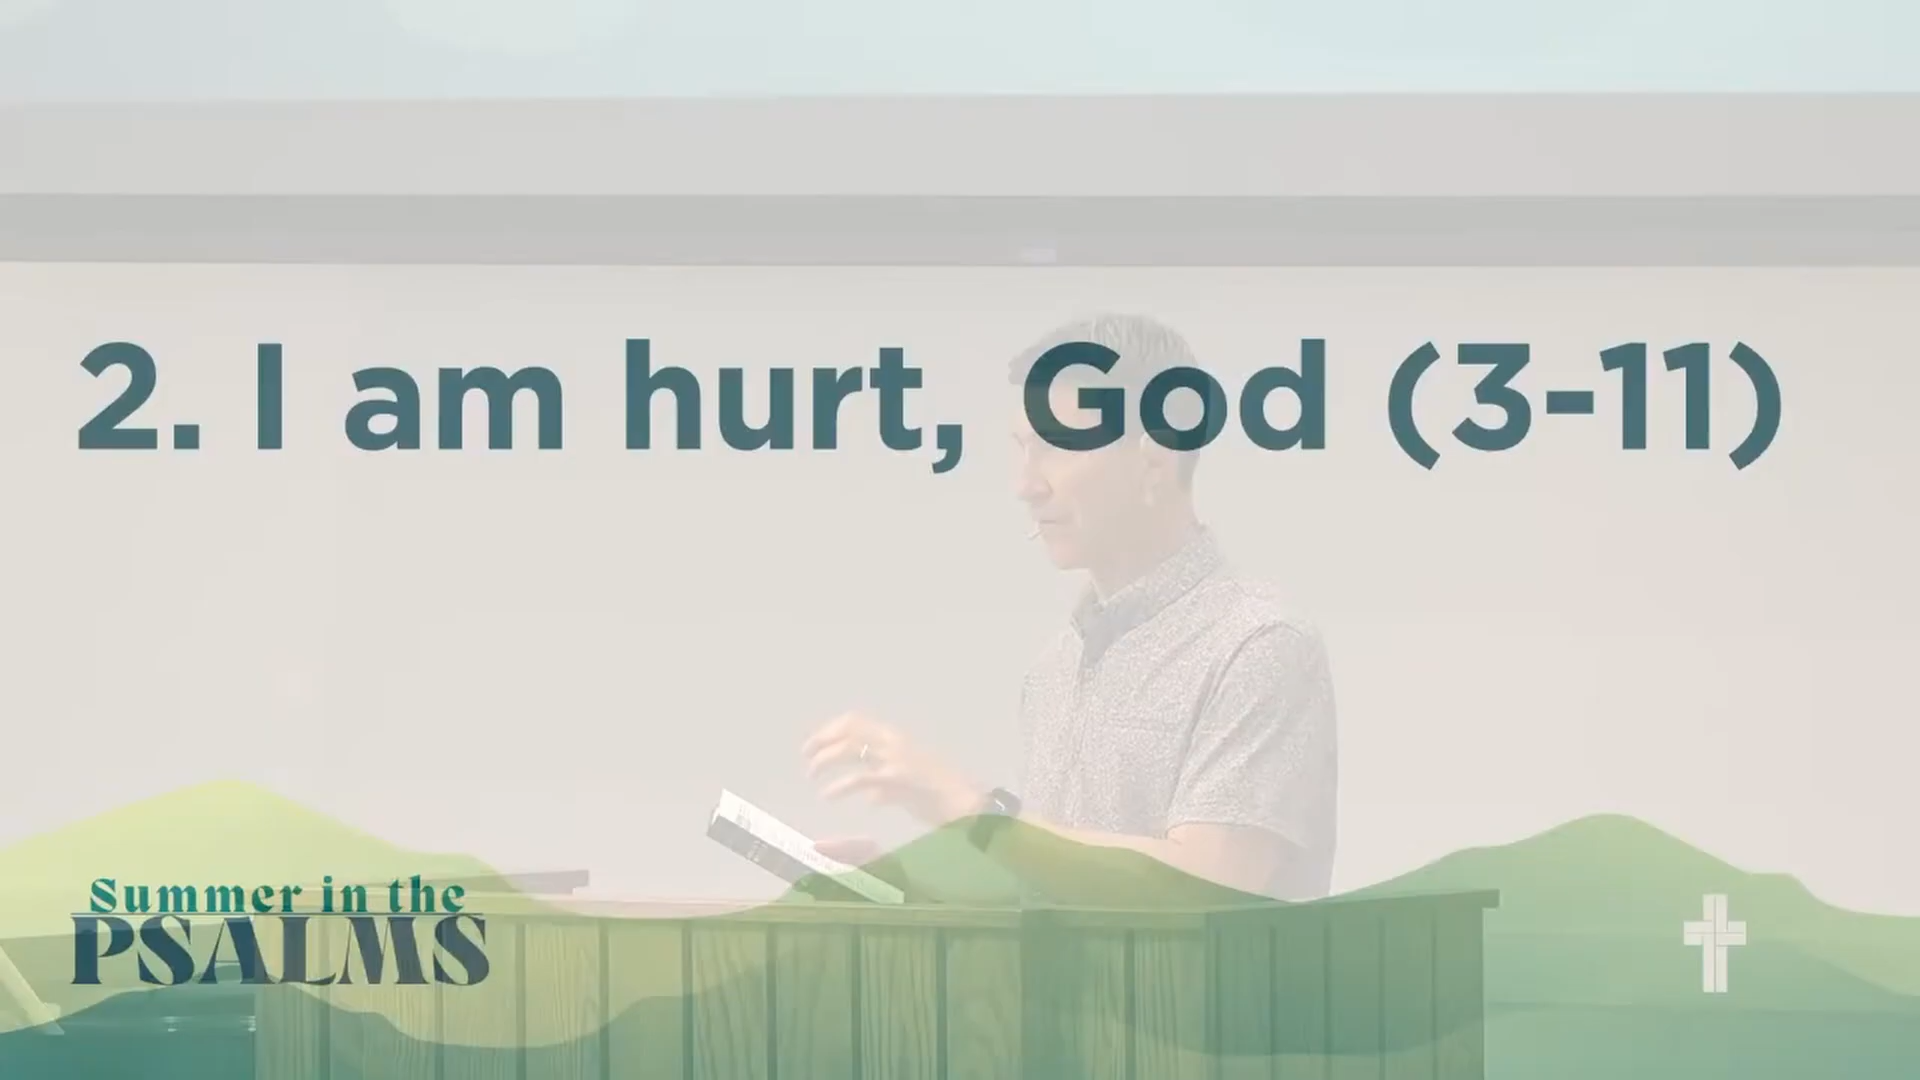 2. I am hurt, God (3-11)
Summer in the
PSALMS